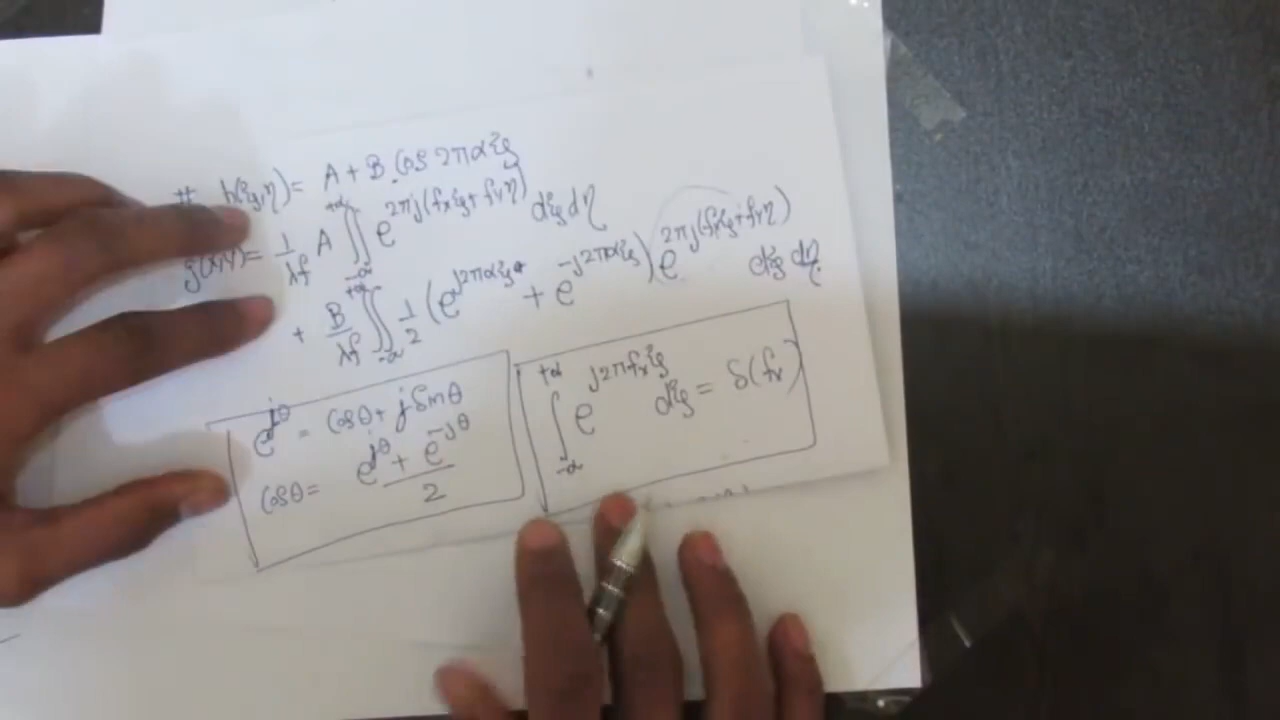 # h(ξ,η) = A + B cos 2παξ
g(x,y) = 1/λf A ∬_{-α}^{+α} e^{2πj(fxξ + fyη)} dξ dη
+ B/λf ∬_{-α}^{+α} 1/2 (e^{j2παξ} + e^{-j2παξ}) e^{2πj(fxξ + fyη)} dξ dη
e^{jθ} = cosθ + j sinθ
cosθ = (e^{jθ} + e^{-jθ})/2
∫_{-α}^{+α} e^{j2πfxξ} dξ = δ(fx)